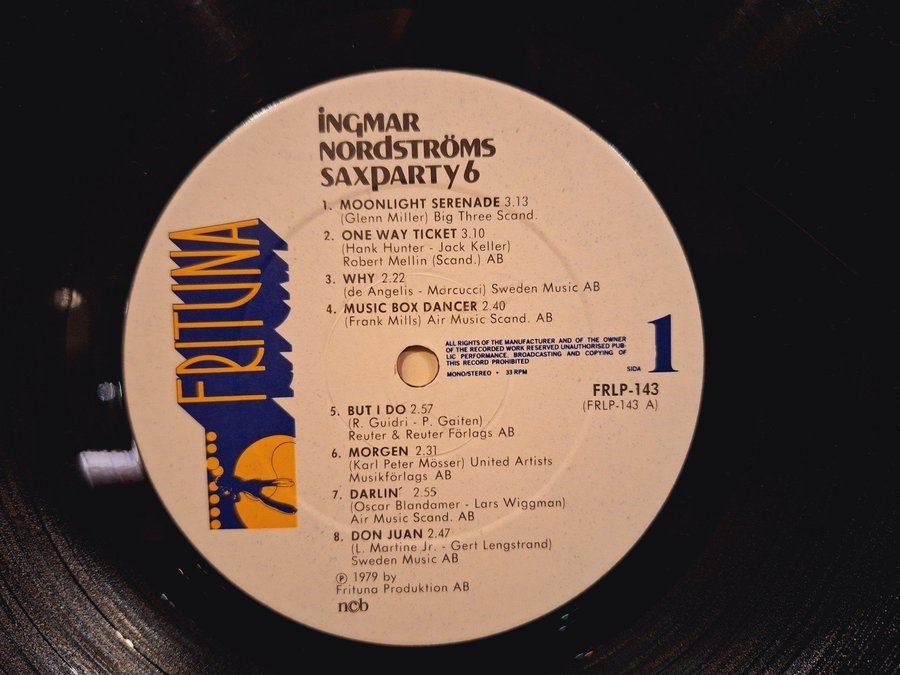 İNGMAR
NORdSTRÖMS
SAXPARTY 6
1. MOONLIGHT SERENADE 3.13
(Glenn Miller) Big Three Scand.
2. ONE WAY TICKET 3.10
(Hank Hunter - Jack Keller)
Robert Mellin (Scand.) AB
3. WHY 2.22
(de Angelis - Marcucci) Sweden Music AB
4. MUSIC BOX DANCER 2.40
(Frank Mills) Air Music Scand. AB
FRITUNA
ALL RIGHTS OF THE MANUFACTURER AND OF THE OWNER
OF THE RECORDED WORK RESERVED UNAUTHORISED PUB-
LIC PERFORMANCE, BROADCASTING AND COPYING OF
THIS RECORD PROHIBITED
MONO/STEREO • 33 RPM
SIDA 1
FRLP-143
(FRLP-143 A)
5. BUT I DO 2.57
(R. Guidri - P. Gaiten)
Reuter & Reuter Förlags AB
6. MORGEN 2.31
(Karl Peter Mösser) United Artists
Musikförlags AB
7. DARLIN´ 2.55
(Oscar Blandamer - Lars Wiggman)
Air Music Scand. AB
8. DON JUAN 2.47
(L. Martine Jr. - Gert Lengstrand)
Sweden Music AB
℗ 1979 by
Frituna Produktion AB
ncb